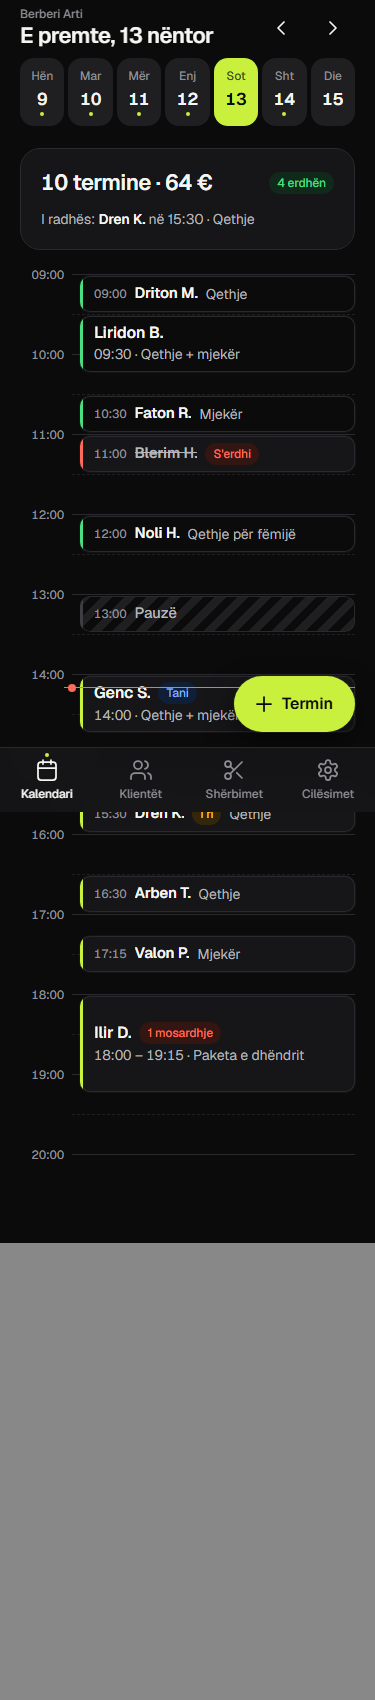 Berberi Arti
E premte, 13 nëntor
Hën Mar Mër Enj Sot Sht Die
9 10 11 12 13 14 15
10 termine · 64 €
4 erdhën
I radhës: Dren K. në 15:30 · Qethje
09:00
09:00 Driton M. Qethje
Liridon B.
10:00
09:30 · Qethje + mjekër
10:30 Faton R. Mjekër
11:00
11:00 Blerim H. S'erdhi
12:00
12:00 Noli H. Qethje për fëmijë
13:00
13:00 Pauzë
14:00
Genc S. Tani
14:00 · Qethje + mjekër
+ Termin
Kalendari Klientët Shërbimet Cilësimet
15:30 Dren K. Qethje
16:00
16:30 Arben T. Qethje
17:00
17:15 Valon P. Mjekër
18:00
Ilir D. 1 mosardhje
18:00 – 19:15 · Paketa e dhëndrit
19:00
20:00